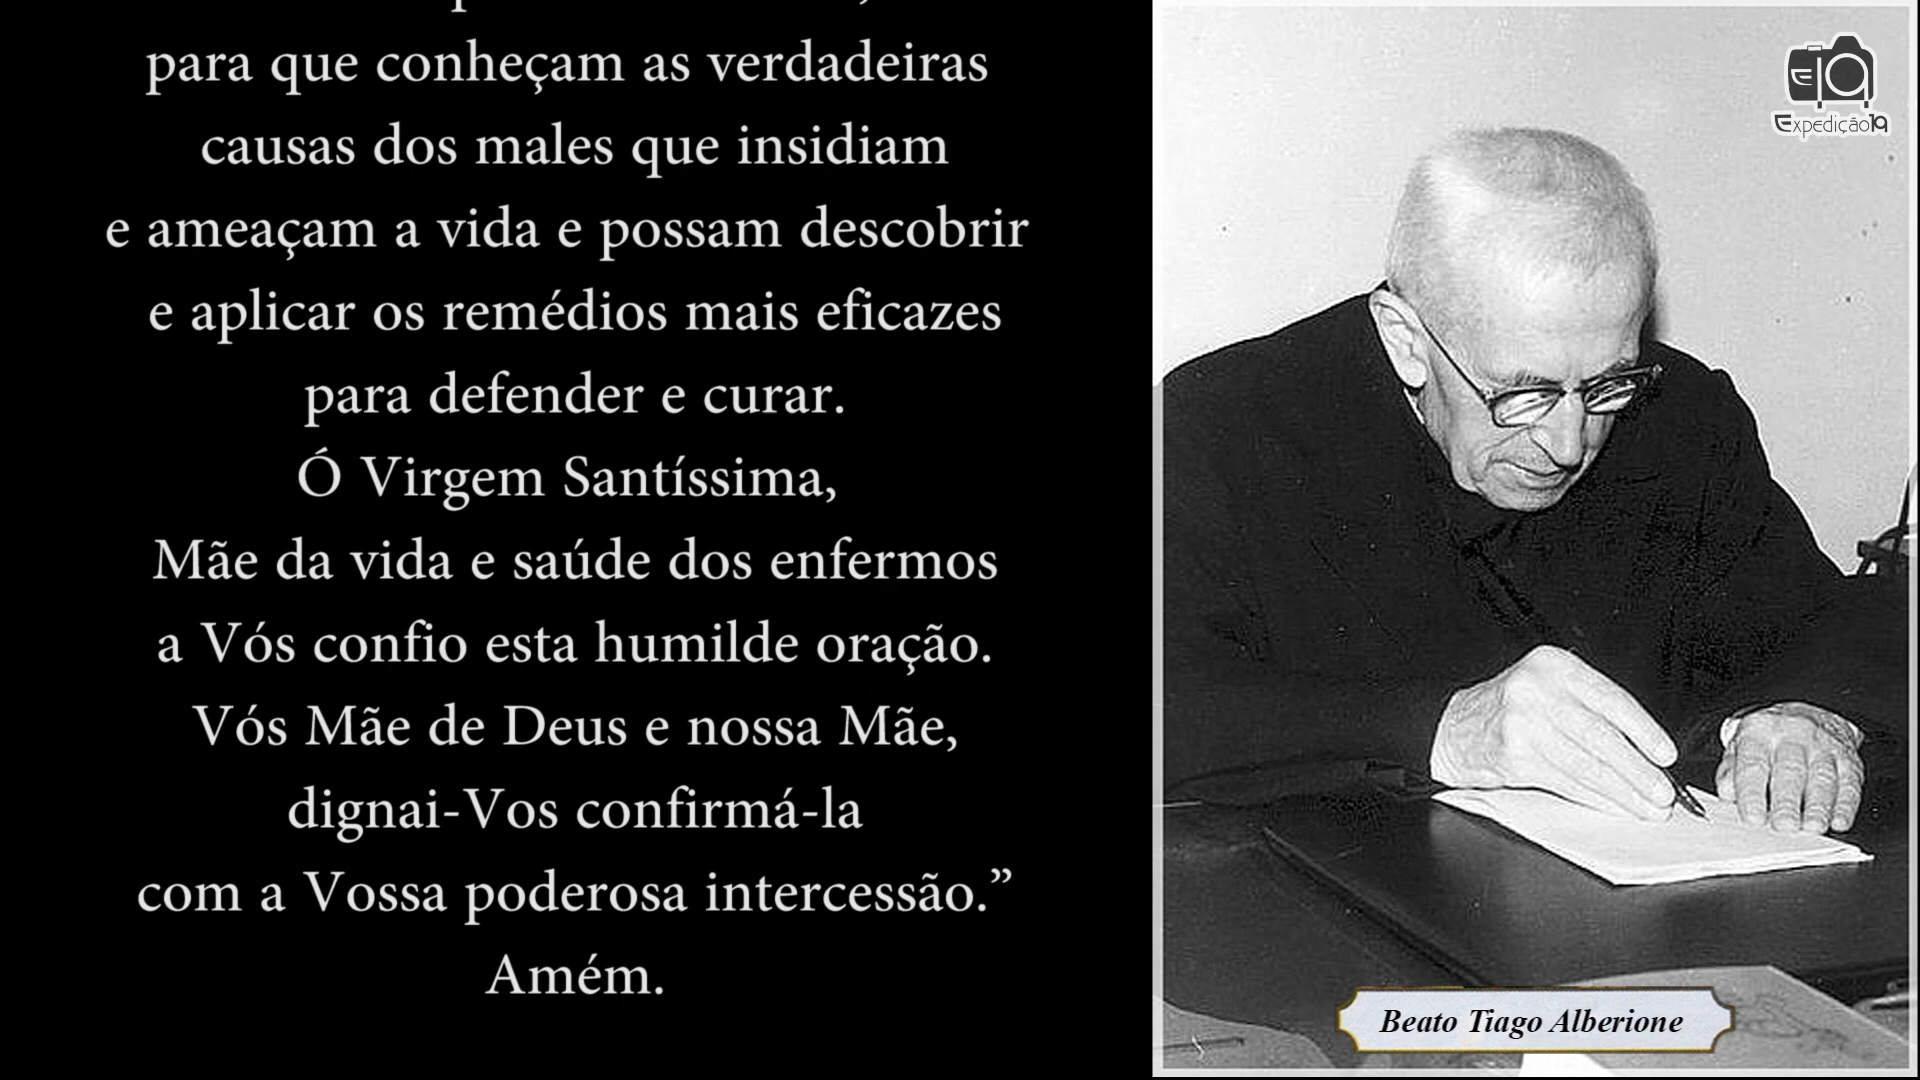 para que conheçam as verdadeiras
causas dos males que insidiam
e ameaçam a vida e possam descobrir
e aplicar os remédios mais eficazes
para defender e curar.
Ó Virgem Santíssima,
Mãe da vida e saúde dos enfermos
a Vós confio esta humilde oração.
Vós Mãe de Deus e nossa Mãe,
dignai-Vos confirmá-la
com a Vossa poderosa intercessão.”
Amém.
Expedição19
Beato Tiago Alberione